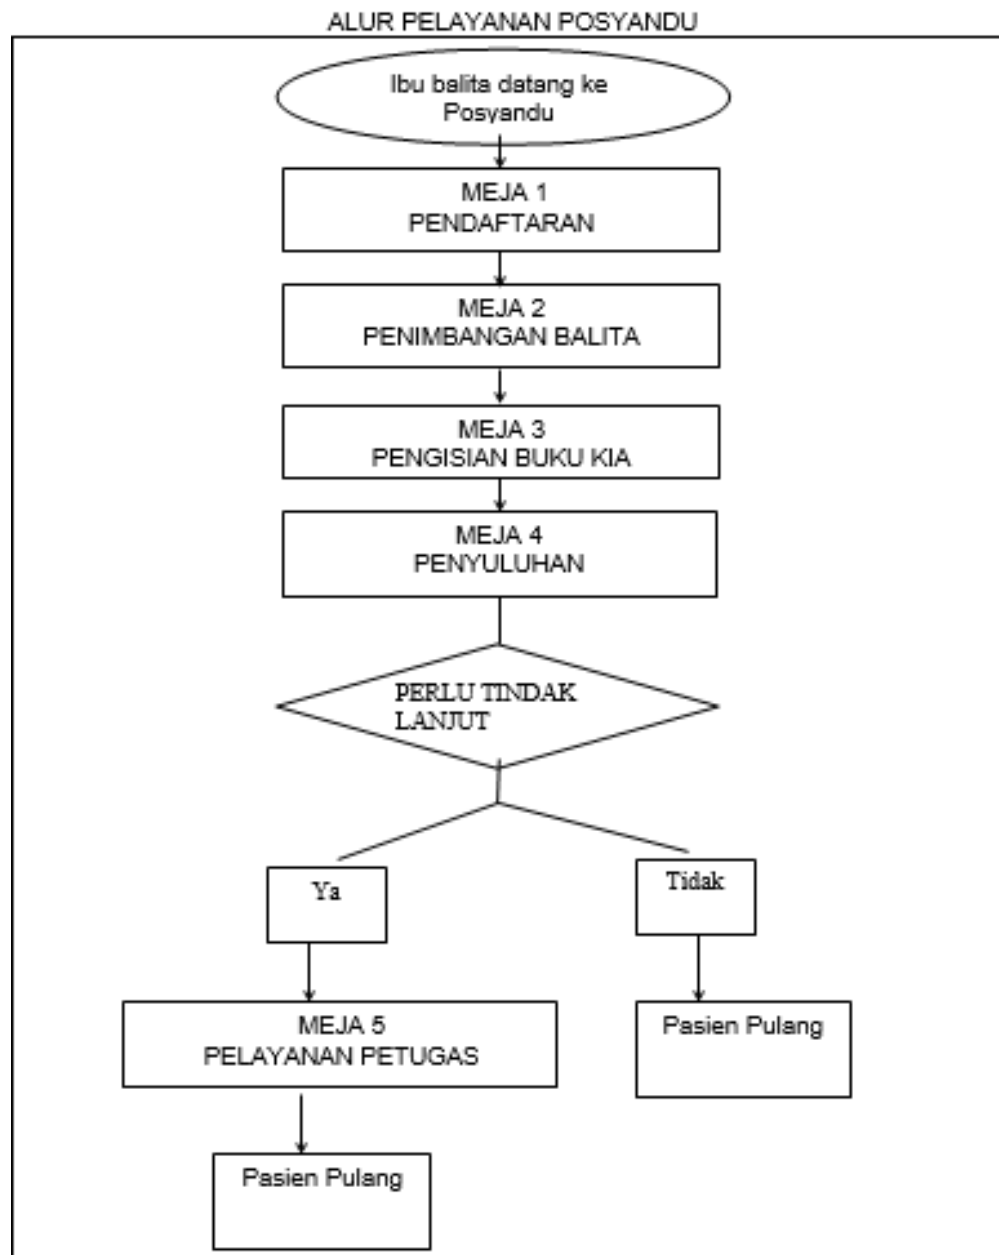 ALUR PELAYANAN POSYANDU
Ibu balita datang ke
Posyandu
MEJA 1
PENDAFTARAN
MEJA 2
PENIMBANGAN BALITA
MEJA 3
PENGISIAN BUKU KIA
MEJA 4
PENYULUHAN
PERLU TINDAK
LANJUT
Ya
Tidak
MEJA 5
PELAYANAN PETUGAS
Pasien Pulang
Pasien Pulang